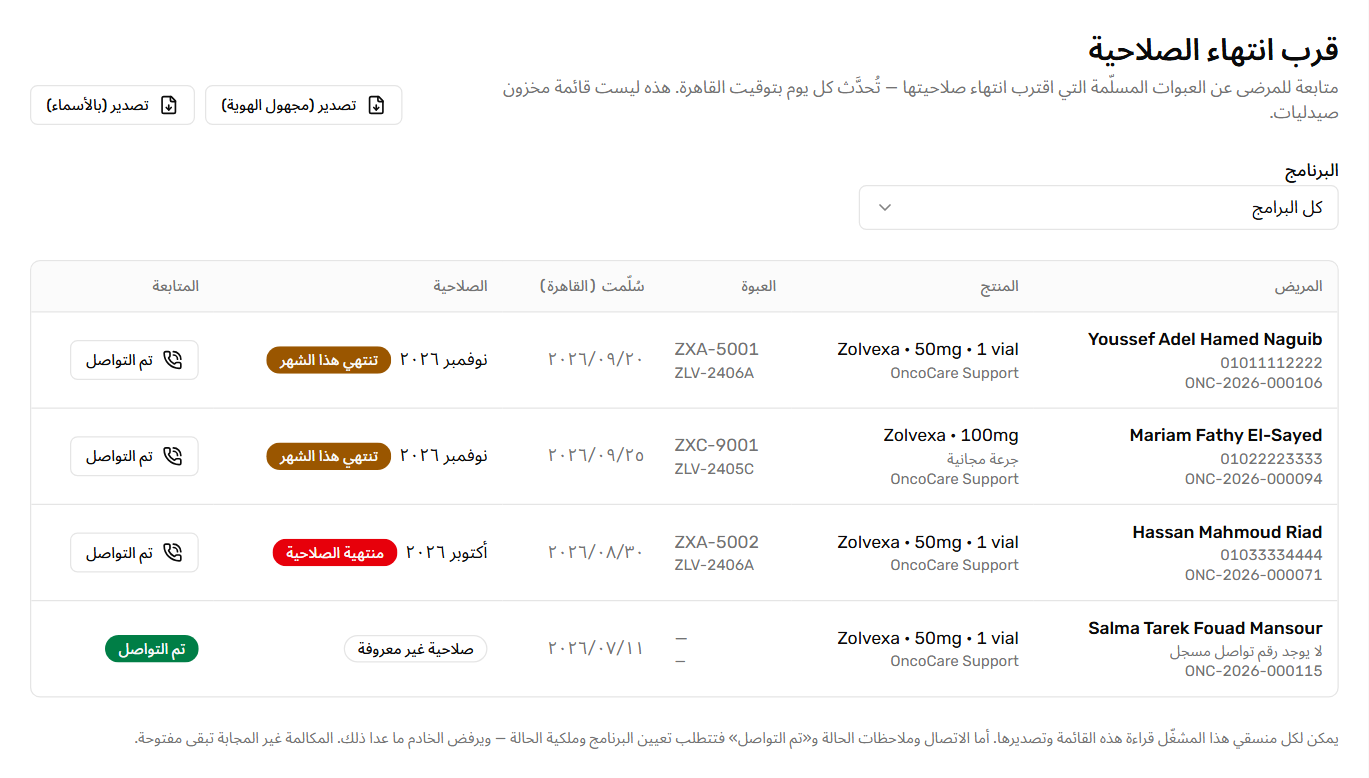 قرب انتهاء الصلاحية
متابعة للمرضى عن العبوات المسلّمة التي اقترب انتهاء صلاحيتها — تُحدَّث كل يوم بتوقيت القاهرة. هذه ليست قائمة مخزون
صيدليات.
تصدير (مجهول الهوية)
تصدير (بالأسماء)
البرنامج
كل البرامج
المريض المنتج العبوة سُلّمت (القاهرة) الصلاحية المتابعة
Youssef Adel Hamed Naguib
01011112222
ONC-2026-000106
Zolvexa • 50mg • 1 vial
OncoCare Support
ZXA-5001
ZLV-2406A
٢٠٢٦/٠٩/٢٠
نوفمبر ٢٠٢٦ تنتهي هذا الشهر
تم التواصل
Mariam Fathy El-Sayed
01022223333
ONC-2026-000094
Zolvexa • 100mg
جرعة مجانية
OncoCare Support
ZXC-9001
ZLV-2405C
٢٠٢٦/٠٩/٢٥
نوفمبر ٢٠٢٦ تنتهي هذا الشهر
تم التواصل
Hassan Mahmoud Riad
01033334444
ONC-2026-000071
Zolvexa • 50mg • 1 vial
OncoCare Support
ZXA-5002
ZLV-2406A
٢٠٢٦/٠٨/٣٠
أكتوبر ٢٠٢٦ منتهية الصلاحية
تم التواصل
Salma Tarek Fouad Mansour
لا يوجد رقم تواصل مسجل
ONC-2026-000115
Zolvexa • 50mg • 1 vial
OncoCare Support
—
—
٢٠٢٦/٠٧/١١
صلاحية غير معروفة
تم التواصل
يمكن لكل منسقي هذا المشغّل قراءة هذه القائمة وتصديرها. أما الاتصال وملاحظات الحالة و«تم التواصل» فتتطلب تعيين البرنامج وملكية الحالة — ويرفض الخادم ما عدا ذلك. المكالمة غير المجابة تبقى مفتوحة.